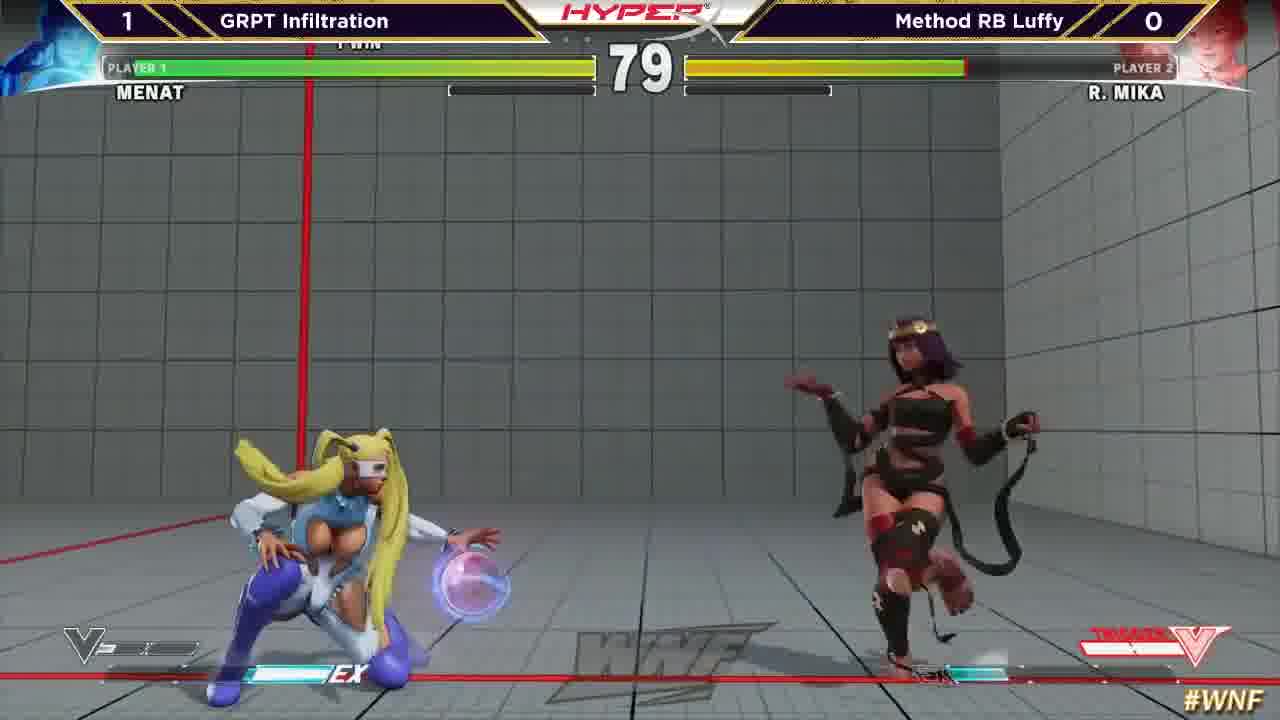 1 GRPT Infiltration
HYPERX
Method RB Luffy 0
1 WIN
79
PLAYER 1
PLAYER 2
MENAT
R. MIKA
V
EX
TRIGGER
V
WNF
#WNF